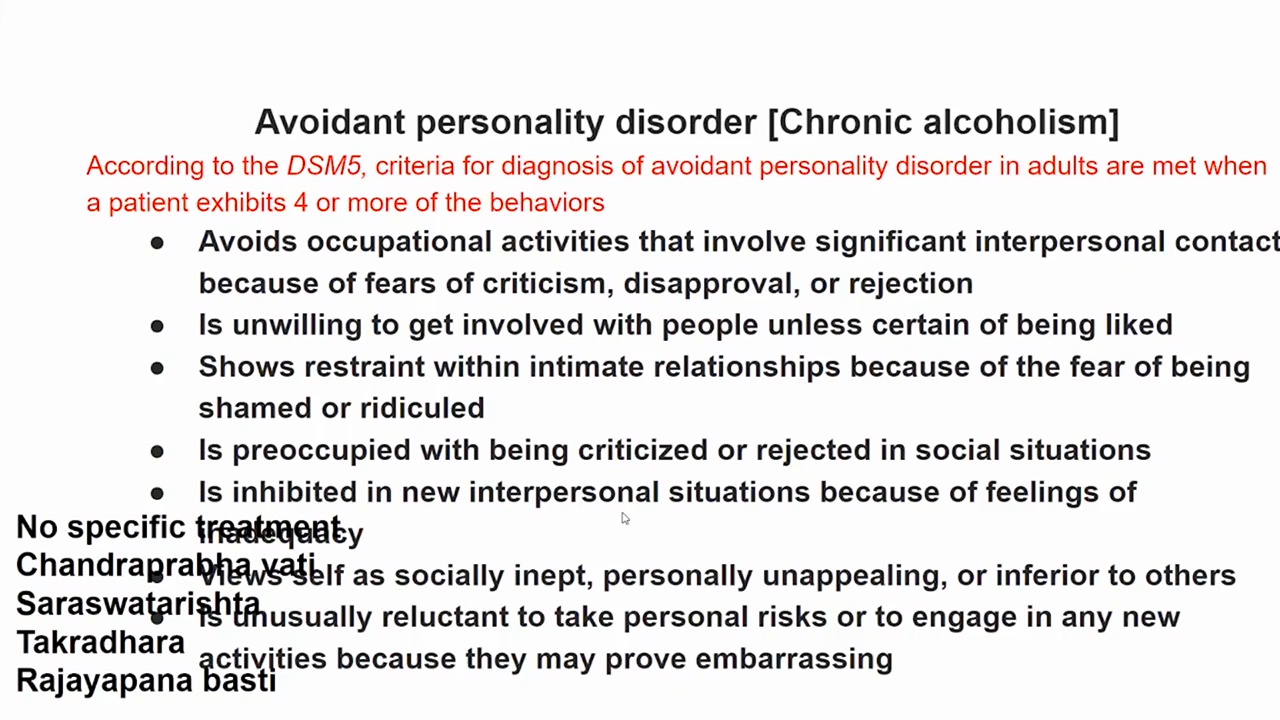 Avoidant personality disorder [Chronic alcoholism]
According to the DSM5, criteria for diagnosis of avoidant personality disorder in adults are met when
a patient exhibits 4 or more of the behaviors
● Avoids occupational activities that involve significant interpersonal contact
because of fears of criticism, disapproval, or rejection
● Is unwilling to get involved with people unless certain of being liked
● Shows restraint within intimate relationships because of the fear of being
shamed or ridiculed
● Is preoccupied with being criticized or rejected in social situations
● Is inhibited in new interpersonal situations because of feelings of
inadequacy
● Views self as socially inept, personally unappealing, or inferior to others
● Is unusually reluctant to take personal risks or to engage in any new
activities because they may prove embarrassing
No specific treatment.
Chandraprabha vati
Saraswatarishta
Takradhara
Rajayapana basti